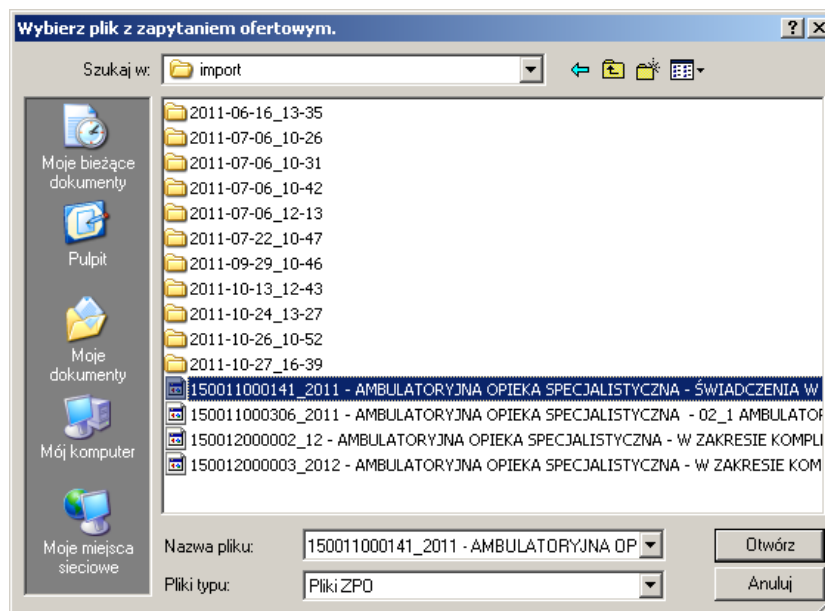 Wybierz plik z zapytaniem ofertowym.
Szukaj w:
import
Moje bieżące
dokumenty
Pulpit
Moje
dokumenty
Mój komputer
Moje miejsca
sieciowe
2011-06-16_13-35
2011-07-06_10-26
2011-07-06_10-31
2011-07-06_10-42
2011-07-06_12-13
2011-07-22_10-47
2011-09-29_10-46
2011-10-13_12-43
2011-10-24_13-27
2011-10-26_10-52
2011-10-27_16-39
150011000141_2011 - AMBULATORYJNA OPIEKA SPECJALISTYCZNA - ŚWIADCZENIA W
150011000306_2011 - AMBULATORYJNA OPIEKA SPECJALISTYCZNA - 02_1 AMBULATOR
150012000002_12 - AMBULATORYJNA OPIEKA SPECJALISTYCZNA - W ZAKRESIE KOMPL
150012000003_2012 - AMBULATORYJNA OPIEKA SPECJALISTYCZNA - W ZAKRESIE KOM
Nazwa pliku:
150011000141_2011 - AMBULATORYJNA OP
Otwórz
Pliki typu:
Pliki ZPO
Anuluj